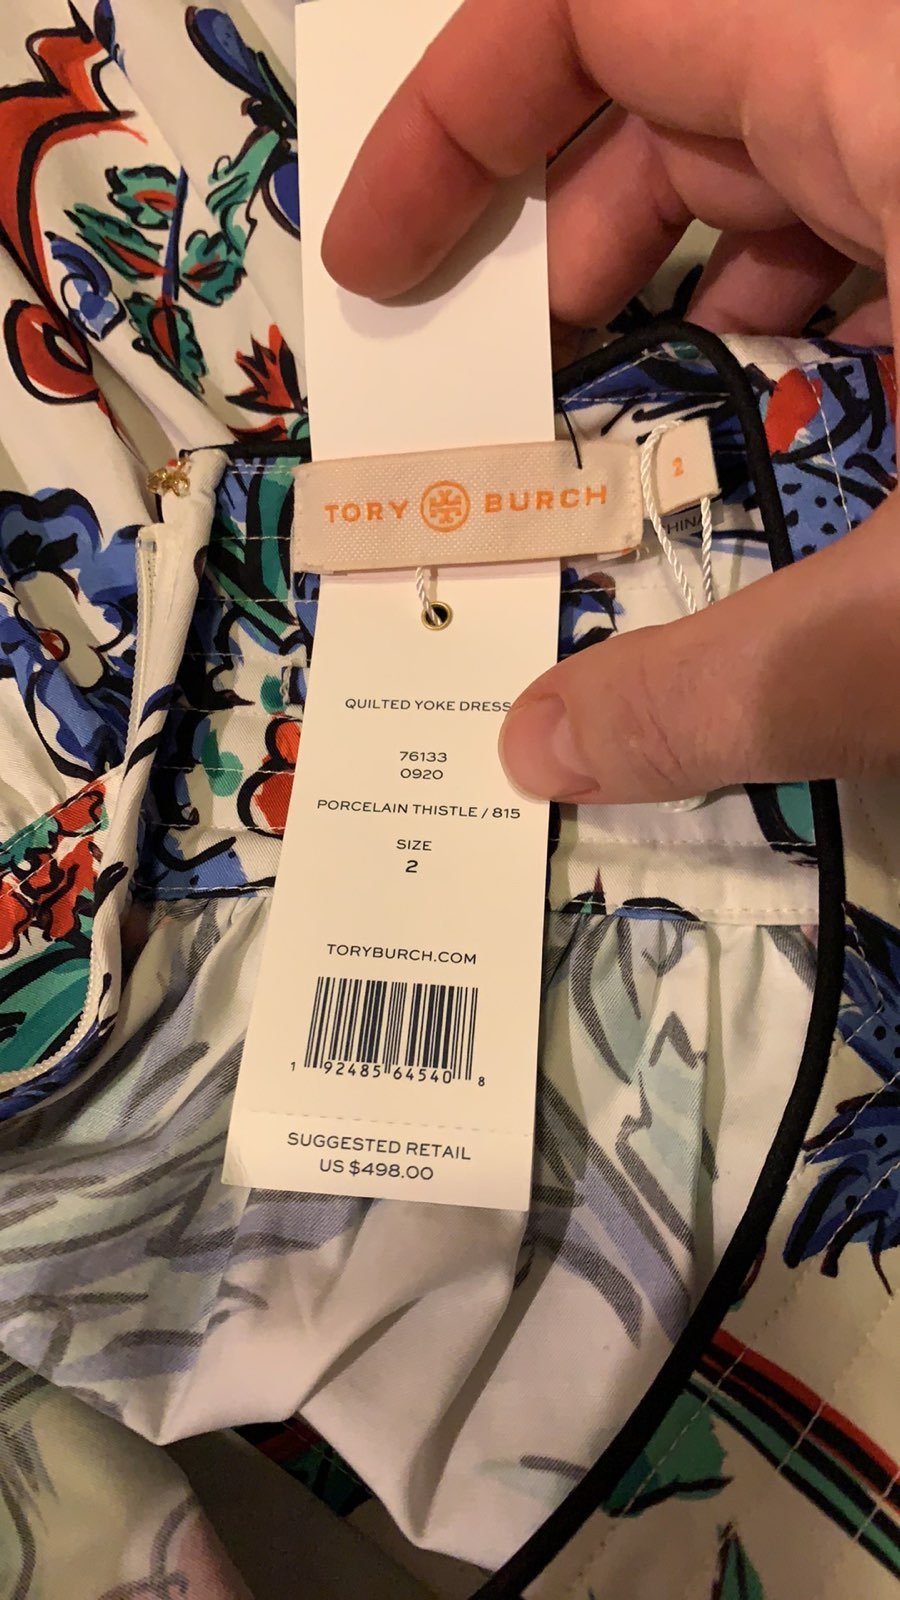 TORY BURCH
2
HINA
QUILTED YOKE DRESS
76133
0920
PORCELAIN THISTLE / 815
SIZE
2
TORYBURCH.COM
1 92485 64540 8
SUGGESTED RETAIL
US $498.00